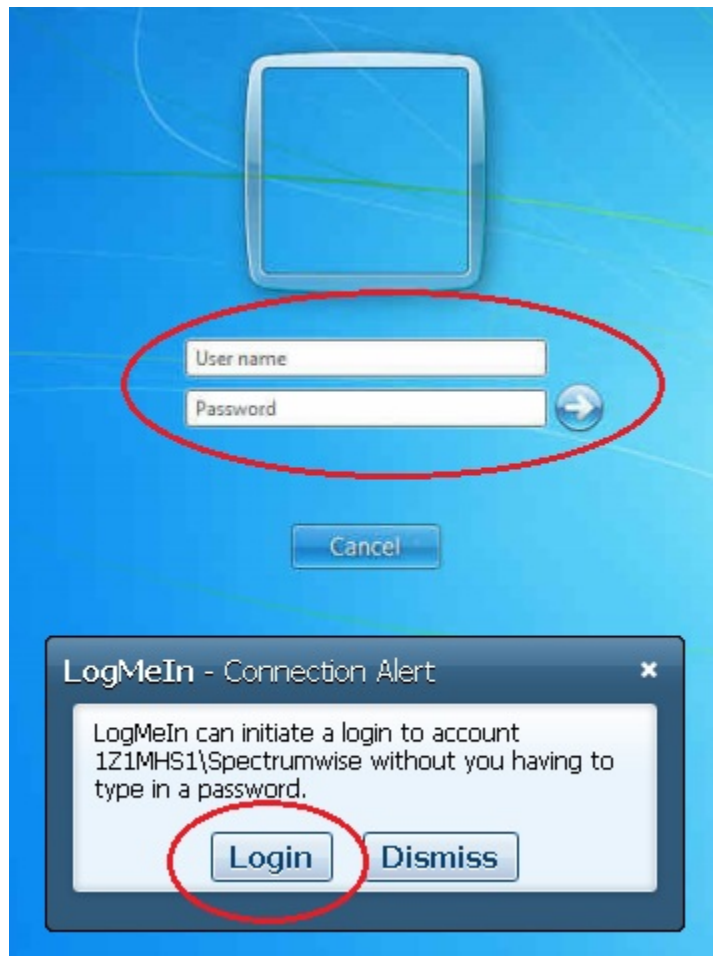 User name
Password
Cancel
LogMeIn - Connection Alert
LogMeIn can initiate a login to account
1Z1MHS1\Spectrumwise without you having to
type in a password.
Login Dismiss